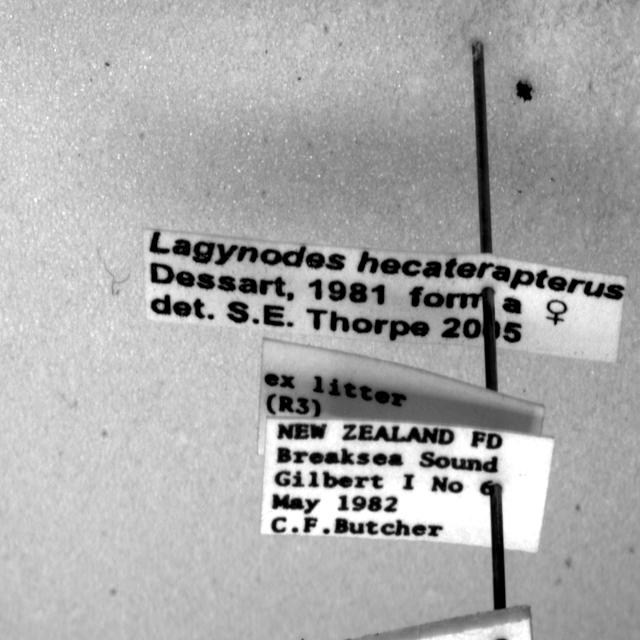 Lagynodes hecaterapterus
Dessart, 1981 form a ♀
det. S.E. Thorpe 2005
ex litter
(R3)
NEW ZEALAND FD
Breaksea Sound
Gilbert I No 6
May 1982
C.F.Butcher